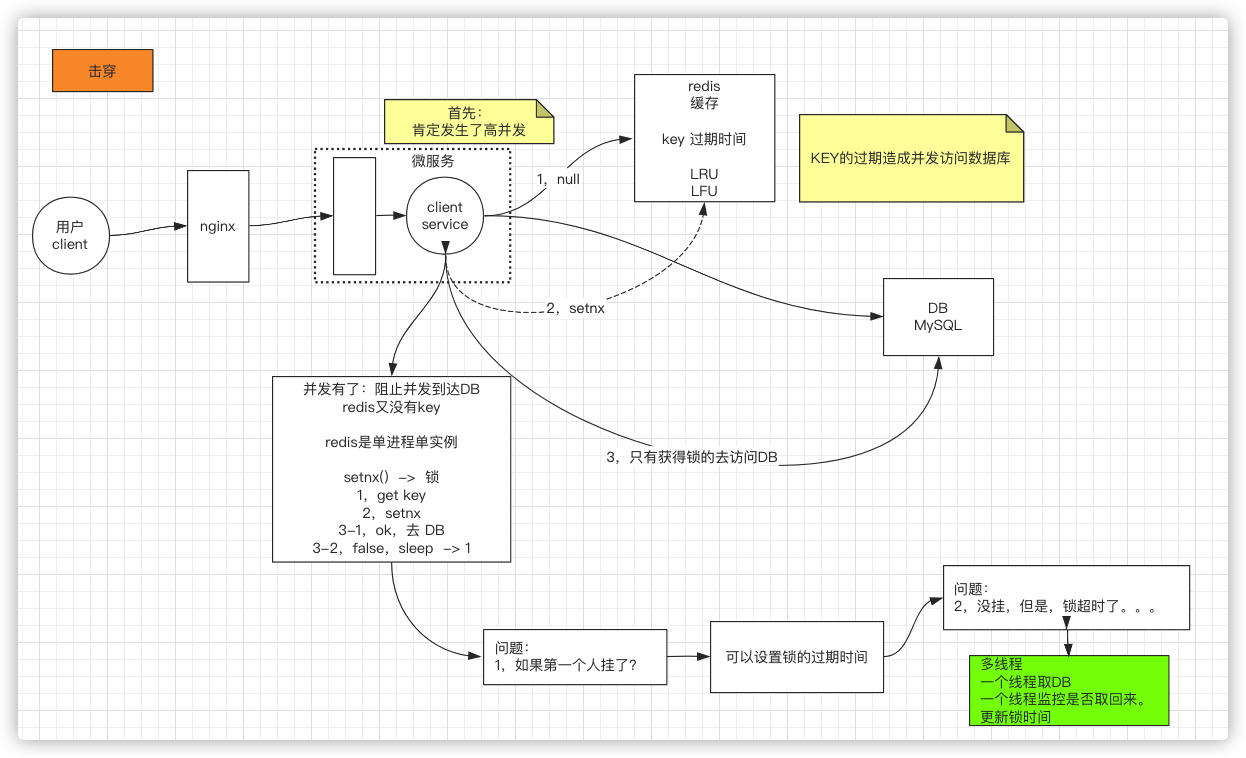 击穿
首先：
肯定发生了高并发
redis
缓存
key 过期时间
LRU
LFU
KEY的过期造成并发访问数据库
微服务
1，null
client
service
用户
client
nginx
2，setnx
DB
MySQL
并发有了：阻止并发到达DB
redis又没有key
redis是单进程单实例
setnx() -> 锁
1，get key
2，setnx
3-1，ok，去 DB
3-2，false，sleep -> 1
3，只有获得锁的去访问DB
问题：
1，如果第一个人挂了？
可以设置锁的过期时间
问题：
2，没挂，但是，锁超时了。。。
多线程
一个线程取DB
一个线程监控是否取回来。
更新锁时间